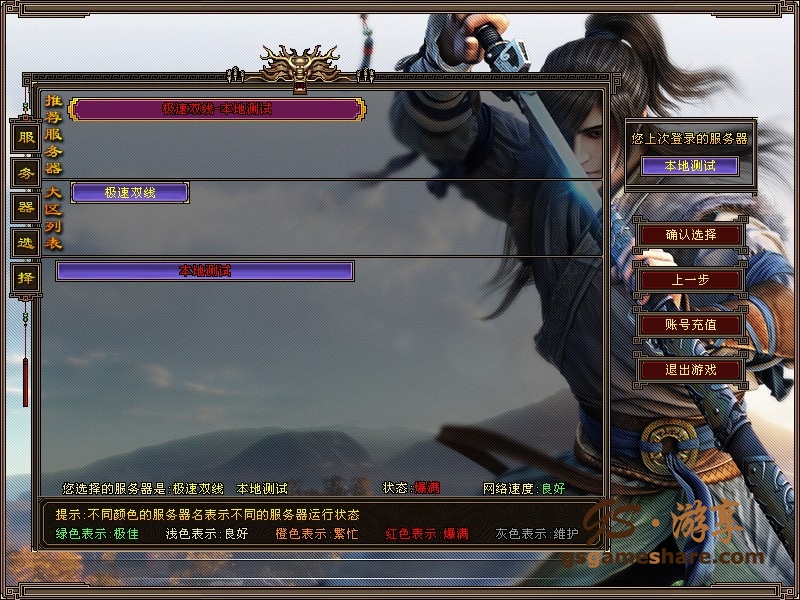 服务器选择
推荐服务器
极速双线-本地测试
大区列表
极速双线
本地测试
您上次登录的服务器
本地测试
确认选择
上一步
账号充值
退出游戏
您选择的服务器是:极速双线 本地测试 状态:爆满 网络速度:良好
提示:不同颜色的服务器名表示不同的服务器运行状态
绿色表示:极佳 浅色表示:良好 橙色表示:繁忙 红色表示:爆满 灰色表示:维护
GS·游享
gsgameshare.com